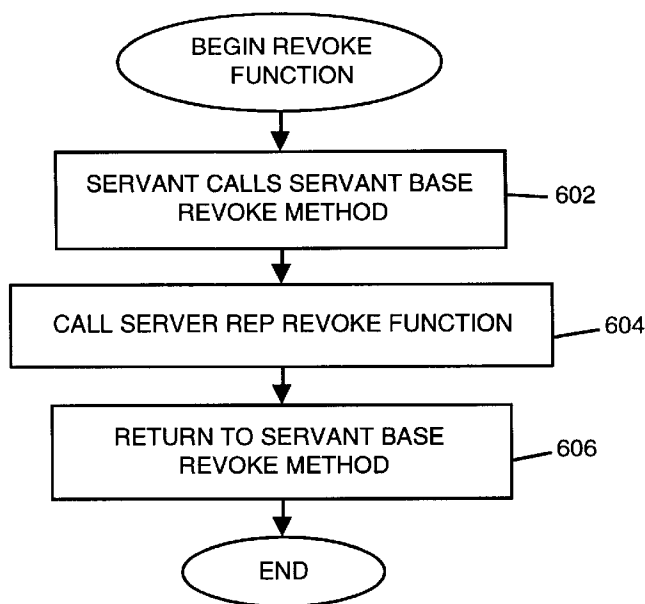 BEGIN REVOKE
FUNCTION
SERVANT CALLS SERVANT BASE
REVOKE METHOD
602
CALL SERVER REP REVOKE FUNCTION
604
RETURN TO SERVANT BASE
REVOKE METHOD
606
END